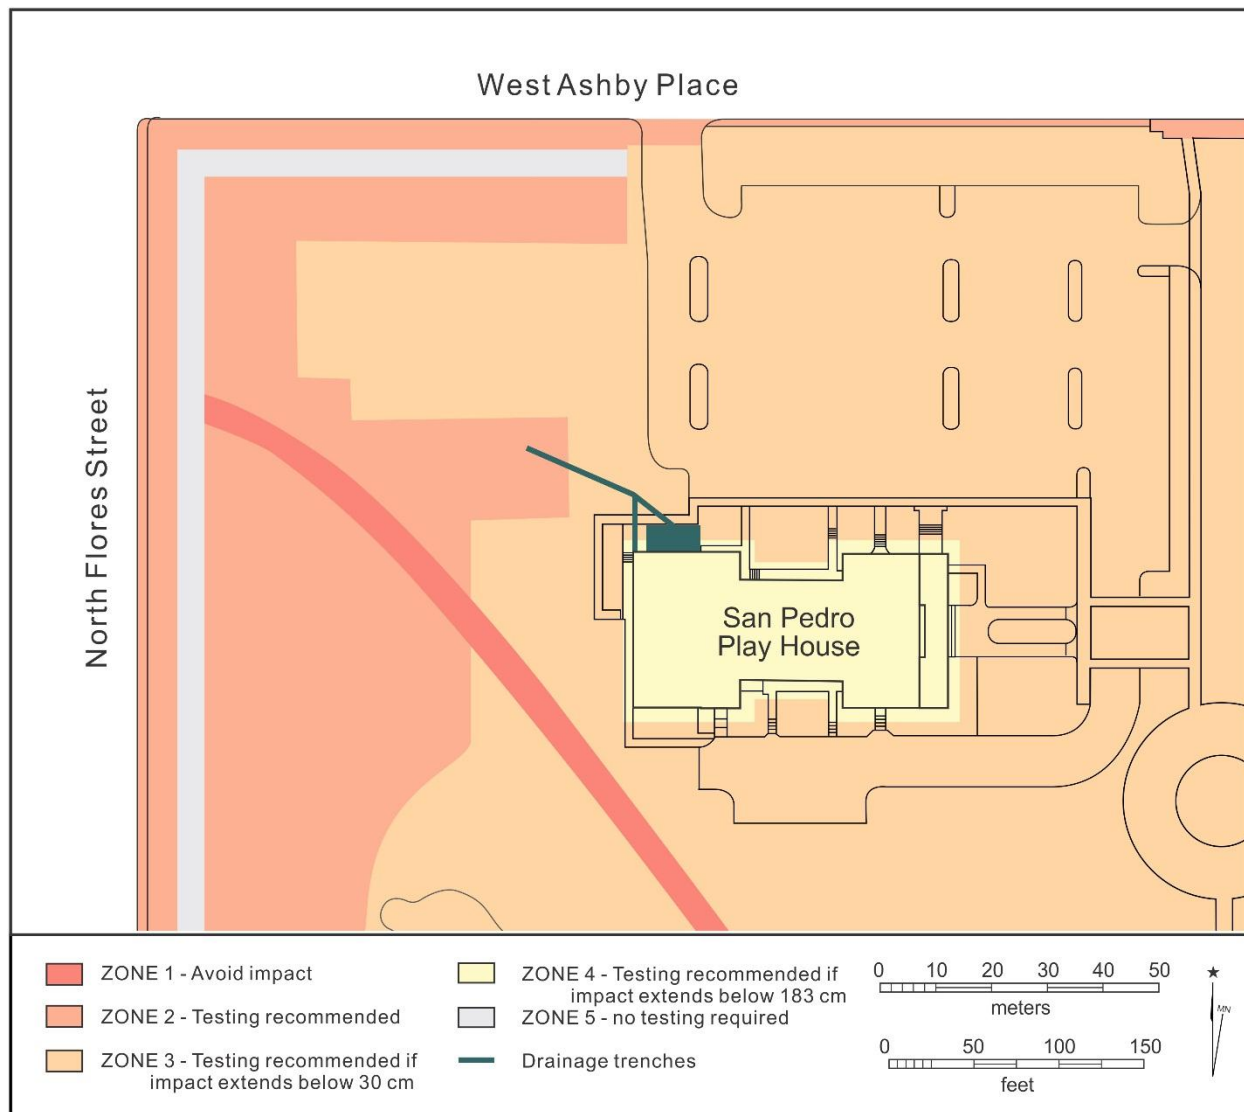 West Ashby Place
North Flores Street
San Pedro
Play House
ZONE 1 - Avoid impact
ZONE 2 - Testing recommended
ZONE 3 - Testing recommended if
impact extends below 30 cm
ZONE 4 - Testing recommended if
impact extends below 183 cm
ZONE 5 - no testing required
Drainage trenches
0 10 20 30 40 50
meters
0 50 100 150
feet
MN